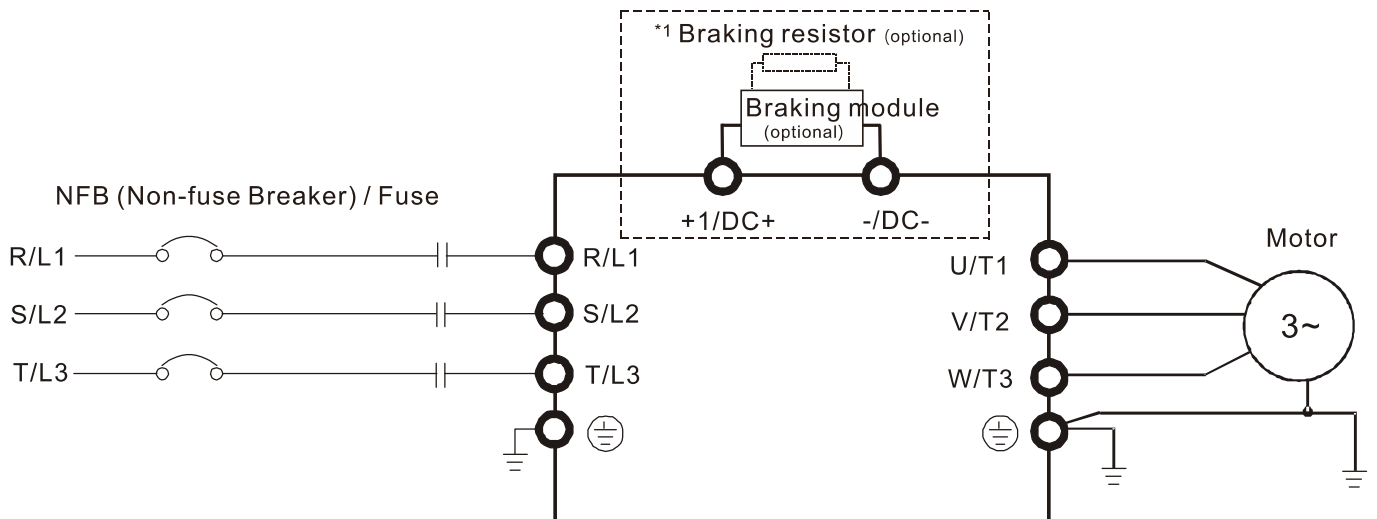 *1 Braking resistor (optional)
Braking module
(optional)
NFB (Non-fuse Breaker) / Fuse
+1/DC+
-/DC-
Motor
R/L1
R/L1
U/T1
S/L2
S/L2
V/T2
3~
T/L3
T/L3
W/T3